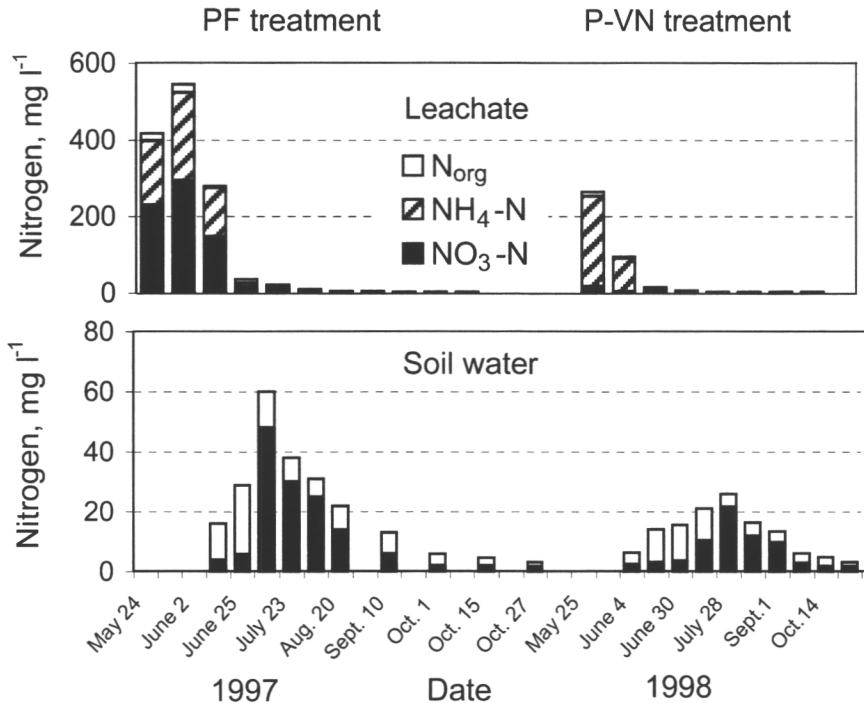 PF treatment
P-VN treatment
Nitrogen, mg l⁻¹
600
400
200
0
Leachate
N_org
NH₄-N
NO₃-N
Nitrogen, mg l⁻¹
80
60
40
20
0
Soil water
May 24
June 2
June 25
July 23
Aug. 20
Sept. 10
Oct. 1
Oct. 15
Oct. 27
May 25
June 4
June 30
July 28
Sept.1
Oct.14
1997
Date
1998